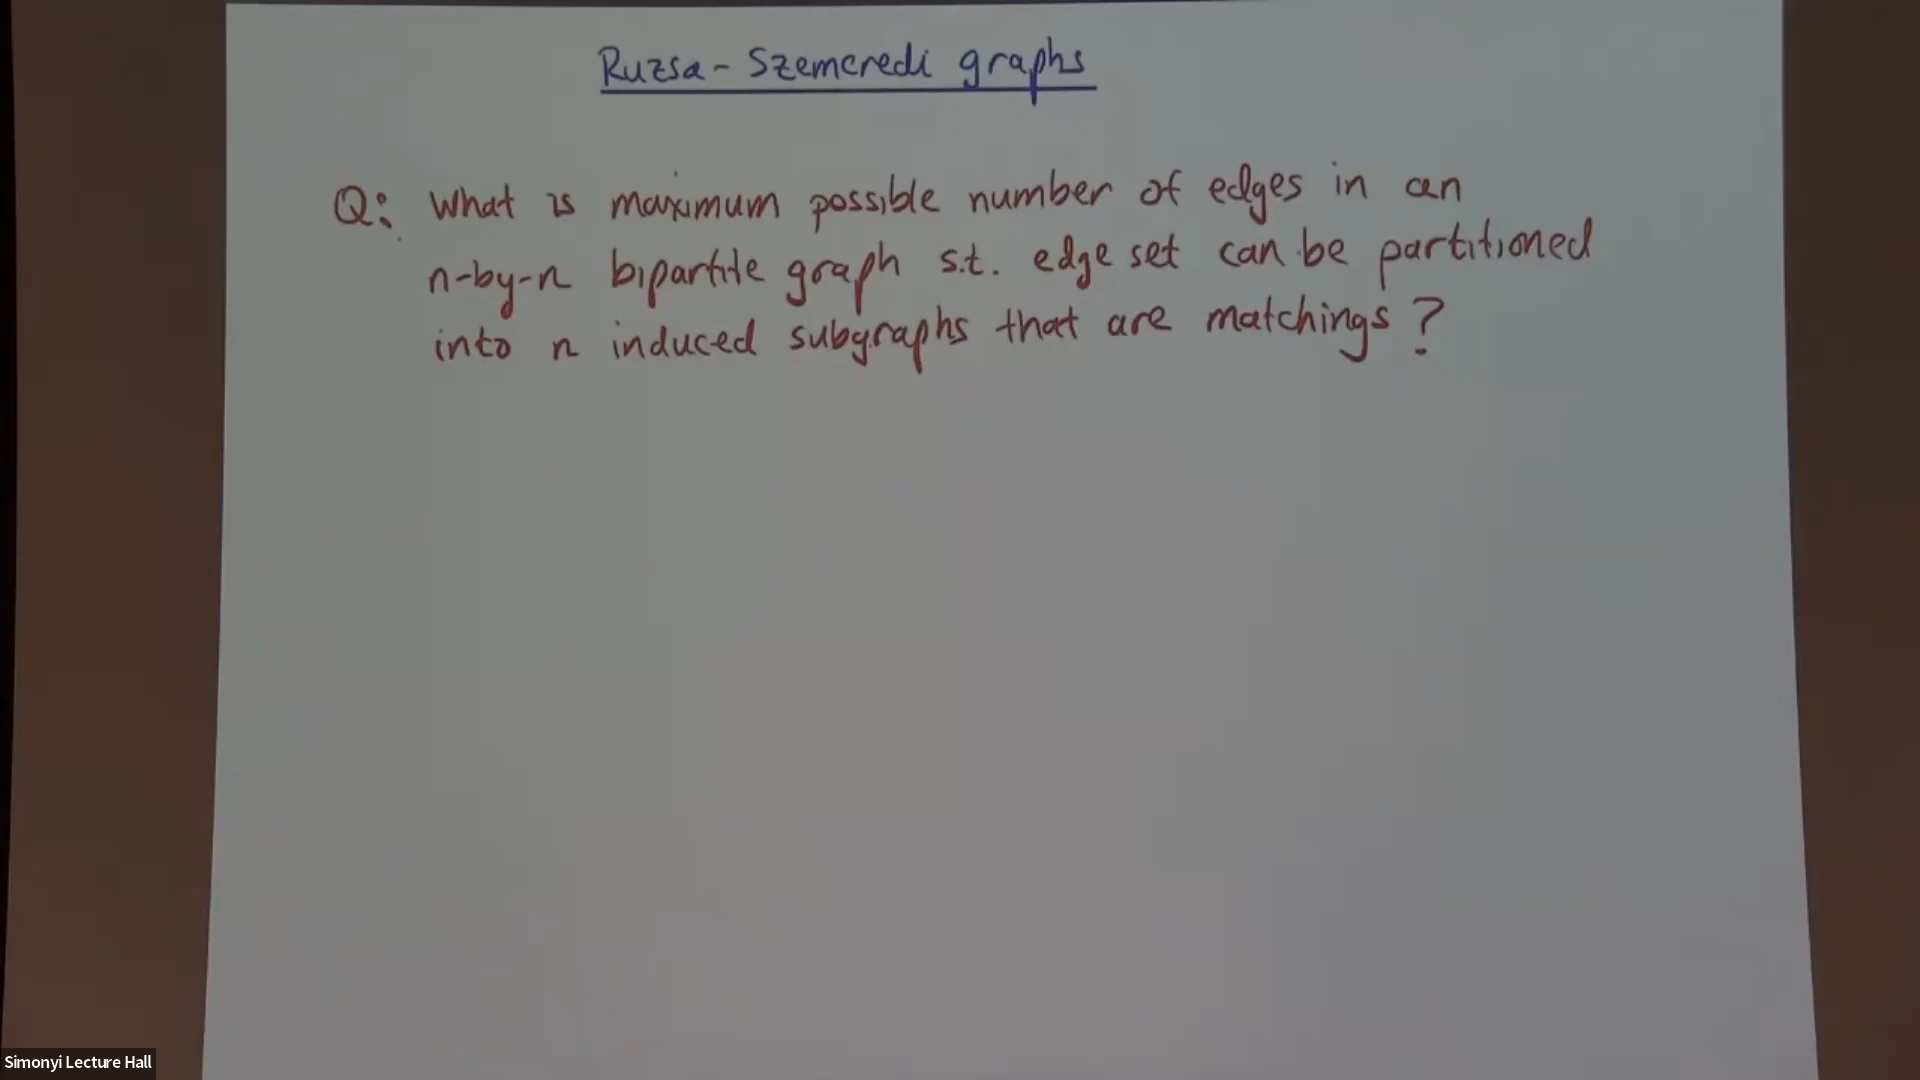 Ruzsa-Szemeredi graphs
Q: What is maximum possible number of edges in an
n-by-n bipartite graph s.t. edge set can be partitioned
into n induced subgraphs that are matchings?
Simonyi Lecture Hall